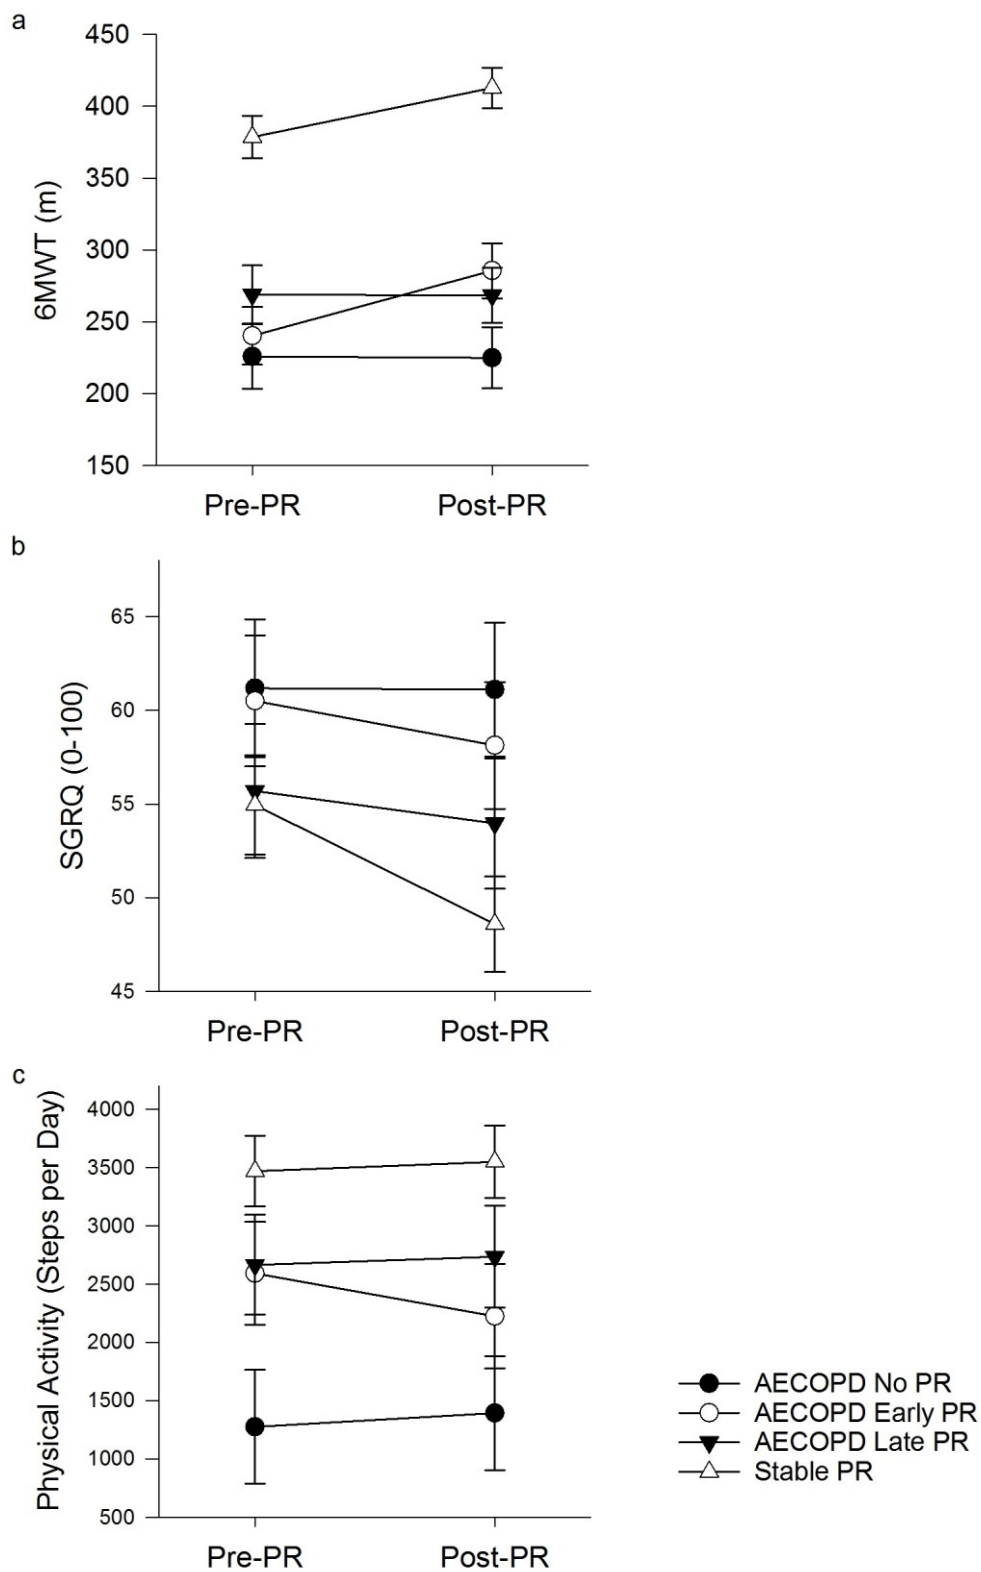 a
450
400
350
300
250
200
150
6MWT (m)
Pre-PR Post-PR
b
65
60
55
50
45
SGRQ (0-100)
Pre-PR Post-PR
c
4000
3500
3000
2500
2000
1500
1000
500
Physical Activity (Steps per Day)
Pre-PR Post-PR
AECOPD No PR
AECOPD Early PR
AECOPD Late PR
Stable PR